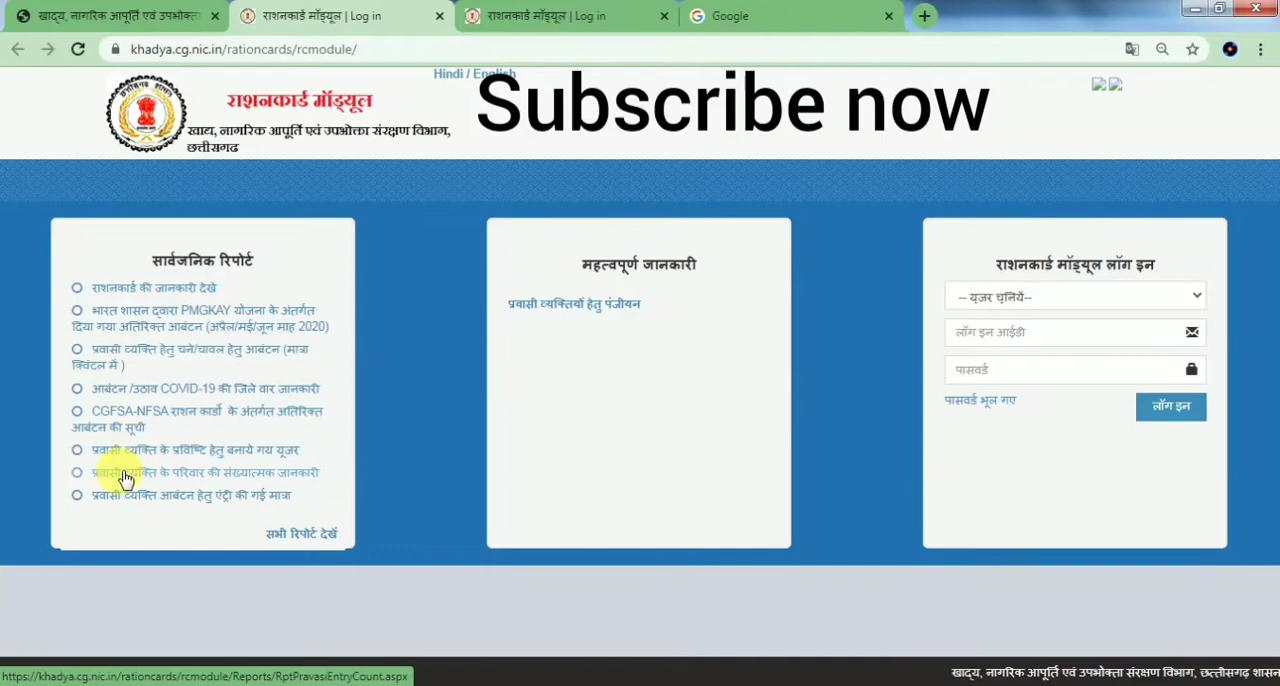 खाद्य, नागरिक आपूर्ति एवं उपभोक्ता
राशनकार्ड मॉड्यूल | Log in
राशनकार्ड मॉड्यूल | Log in
Google
khadya.cg.nic.in/rationcards/rcmodule/
Hindi / English
Subscribe now
राशनकार्ड मॉड्यूल
खाद्य, नागरिक आपूर्ति एवं उपभोक्ता संरक्षण विभाग,
छत्तीसगढ़
सार्वजनिक रिपोर्ट
राशनकार्ड की जानकारी देखे
भारत शासन द्वारा PMGKAY योजना के अंतर्गत
दिया गया अतिरिक्त आबंटन (अप्रैल/मई/जून माह 2020)
प्रवासी व्यक्ति हेतु चने/चावल हेतु आबंटन (मात्रा
क्विंटल में )
आबंटन /उठाव COVID-19 की जिले वार जानकारी
CGFSA-NFSA राशन कार्डो के अंतर्गत अतिरिक्त
आबंटन की सूची
प्रवासी व्यक्ति के प्रविष्टि हेतु बनाये गय यूजर
प्रवासी व्यक्ति के परिवार की संख्यात्मक जानकारी
प्रवासी व्यक्ति आबंटन हेतु एंट्री की गई मात्रा
सभी रिपोर्ट देखें
महत्वपूर्ण जानकारी
प्रवासी व्यक्तियों हेतु पंजीयन
राशनकार्ड मॉड्यूल लॉग इन
-- यूजर चुनियें--
लॉग इन आईडी
पासवर्ड
पासवर्ड भूल गए
लॉग इन
https://khadya.cg.nic.in/rationcards/rcmodule/Reports/RptPravasiEntryCount.aspx
खाद्य, नागरिक आपूर्ति एवं उपभोक्ता संरक्षण विभाग, छत्तीसगढ़ शासन